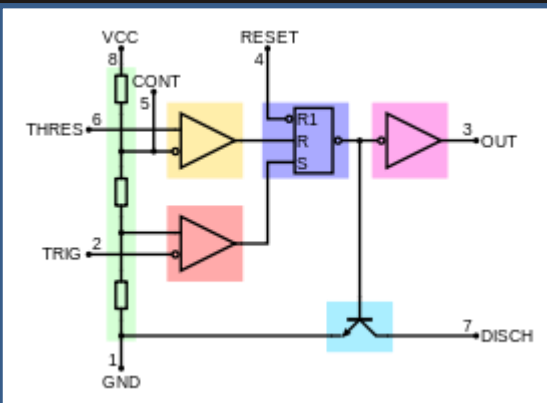 VCC
8
RESET
4
CONT
5
THRES 6
R1
R
S
3 OUT
TRIG 2
7 DISCH
1
GND